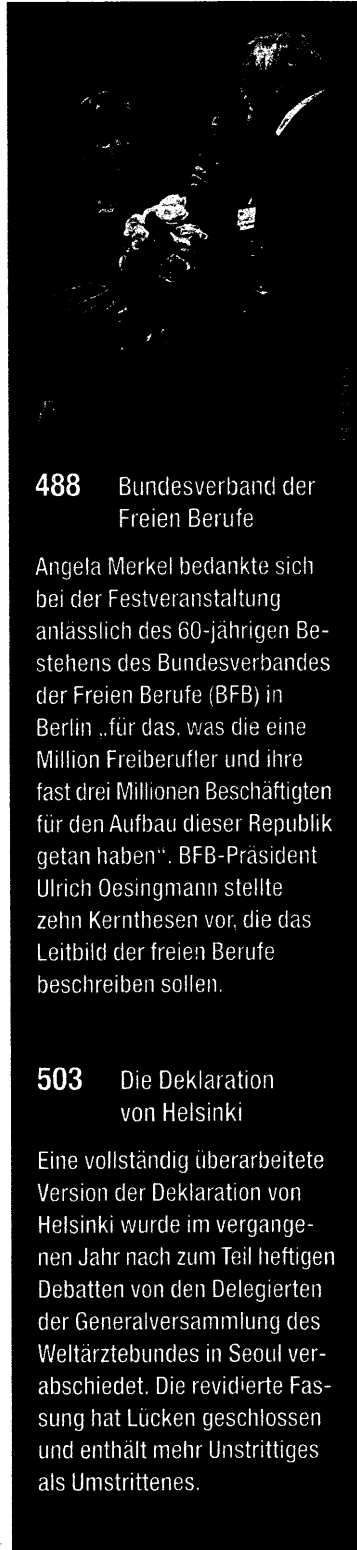 488 Bundesverband der
Freien Berufe
Angela Merkel bedankte sich
bei der Festveranstaltung
anlässlich des 60-jährigen Be-
stehens des Bundesverbandes
der Freien Berufe (BFB) in
Berlin „für das, was die eine
Million Freiberufler und ihre
fast drei Millionen Beschäftigten
für den Aufbau dieser Republik
getan haben“. BFB-Präsident
Ulrich Oesingmann stellte
zehn Kernthesen vor, die das
Leitbild der freien Berufe
beschreiben sollen.
503 Die Deklaration
von Helsinki
Eine vollständig überarbeitete
Version der Deklaration von
Helsinki wurde im vergange-
nen Jahr nach zum Teil heftigen
Debatten von den Delegierten
der Generalversammlung des
Weltärztebundes in Seoul ver-
abschiedet. Die revidierte Fas-
sung hat Lücken geschlossen
und enthält mehr Unstrittiges
als Umstrittenes.